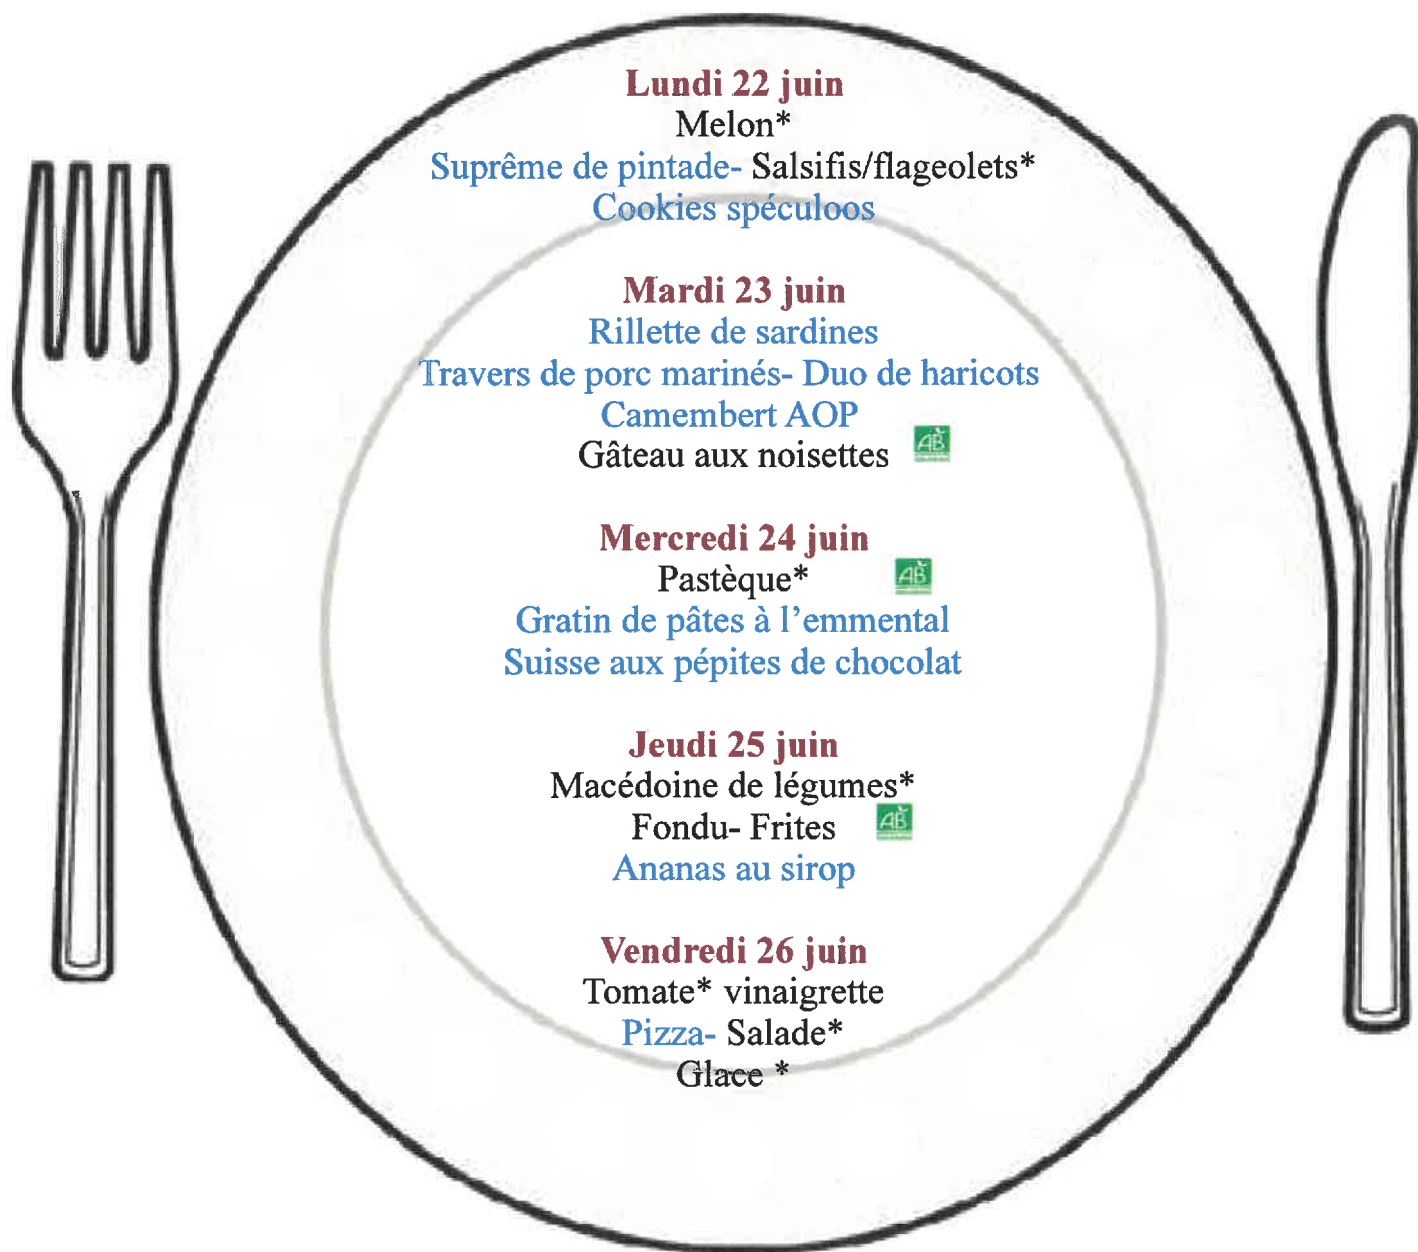 Lundi 22 juin
Melon*
Suprême de pintade- Salsifis/flageolets*
Cookies spéculoos
Mardi 23 juin
Rillette de sardines
Travers de porc marinés- Duo de haricots
Camembert AOP
Gâteau aux noisettes AB
Mercredi 24 juin
Pastèque* AB
Gratin de pâtes à l’emmental
Suisse aux pépites de chocolat
Jeudi 25 juin
Macédoine de légumes*
Fondu- Frites AB
Ananas au sirop
Vendredi 26 juin
Tomate* vinaigrette
Pizza- Salade*
Glace *